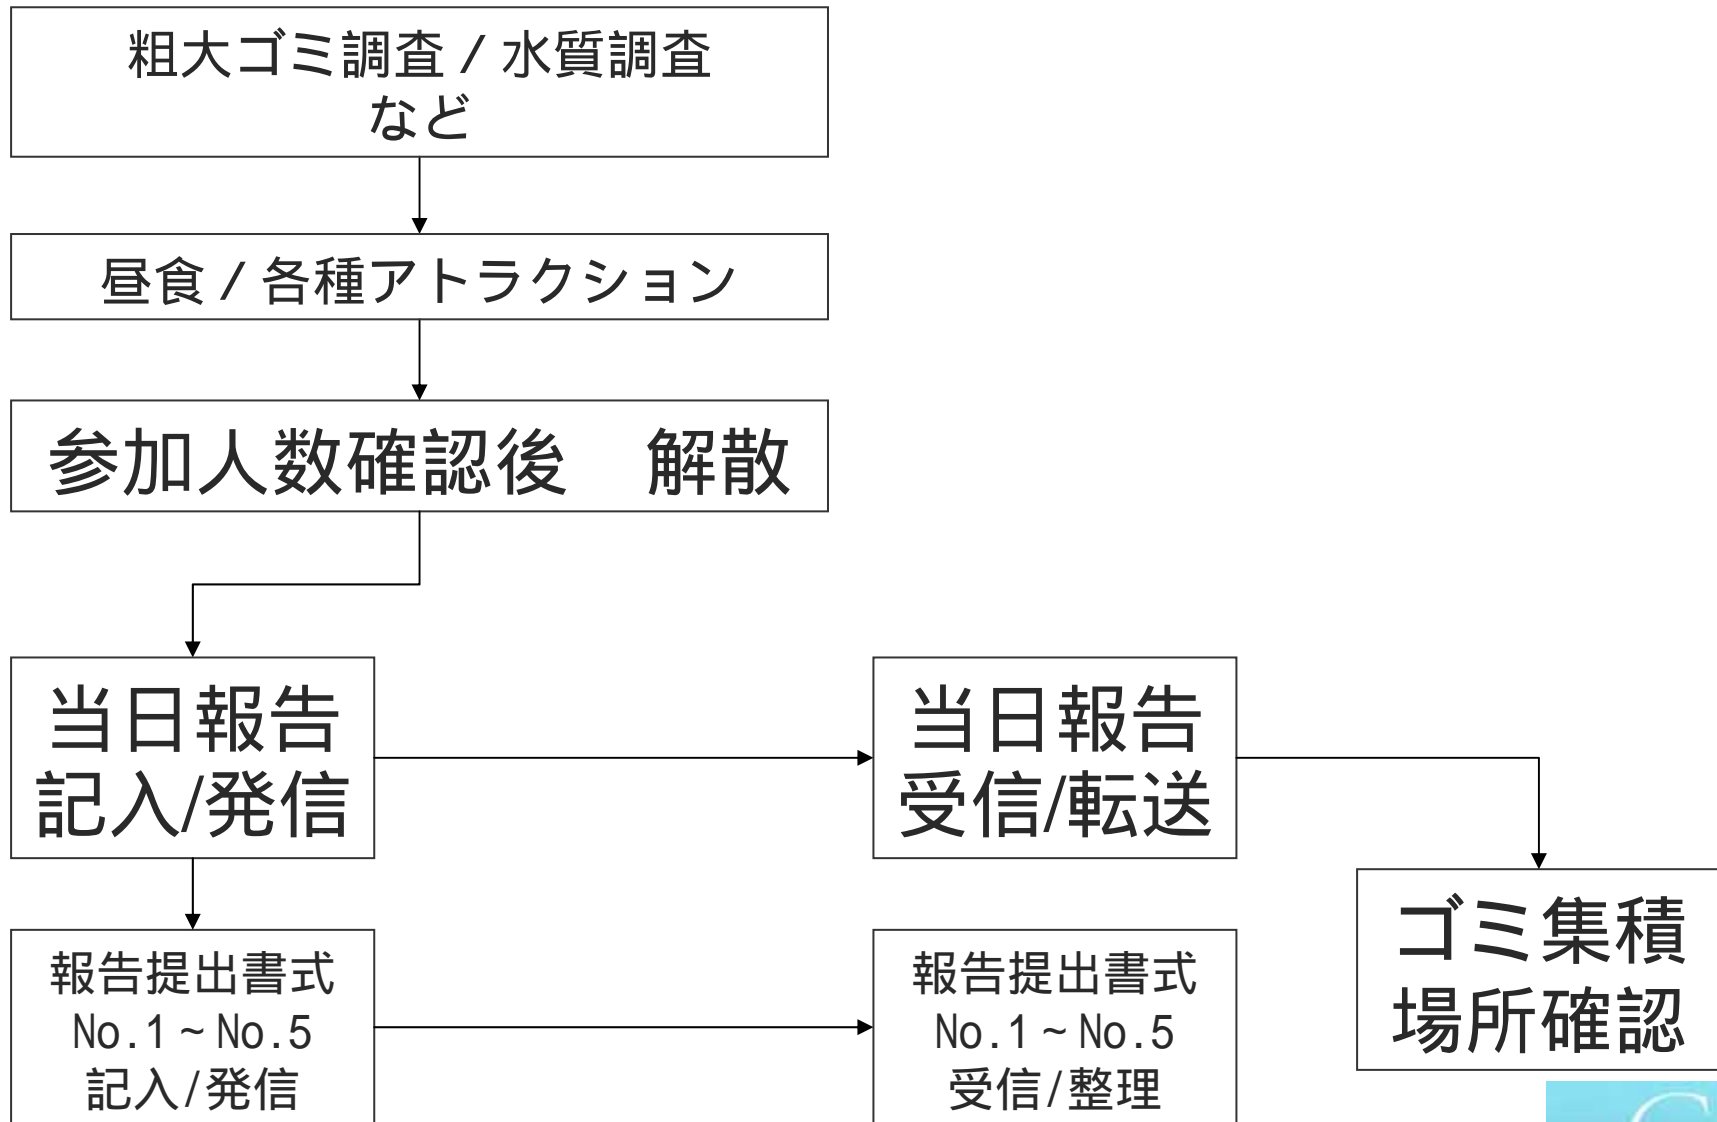 粗大ゴミ調査/水質調査
など
昼食/各種アトラクション
参加人数確認後　解散
当日報告
記入/発信
当日報告
受信/転送
ゴミ集積
場所確認
報告提出書式
No.1~No.5
記入/発信
報告提出書式
No.1~No.5
受信/整理